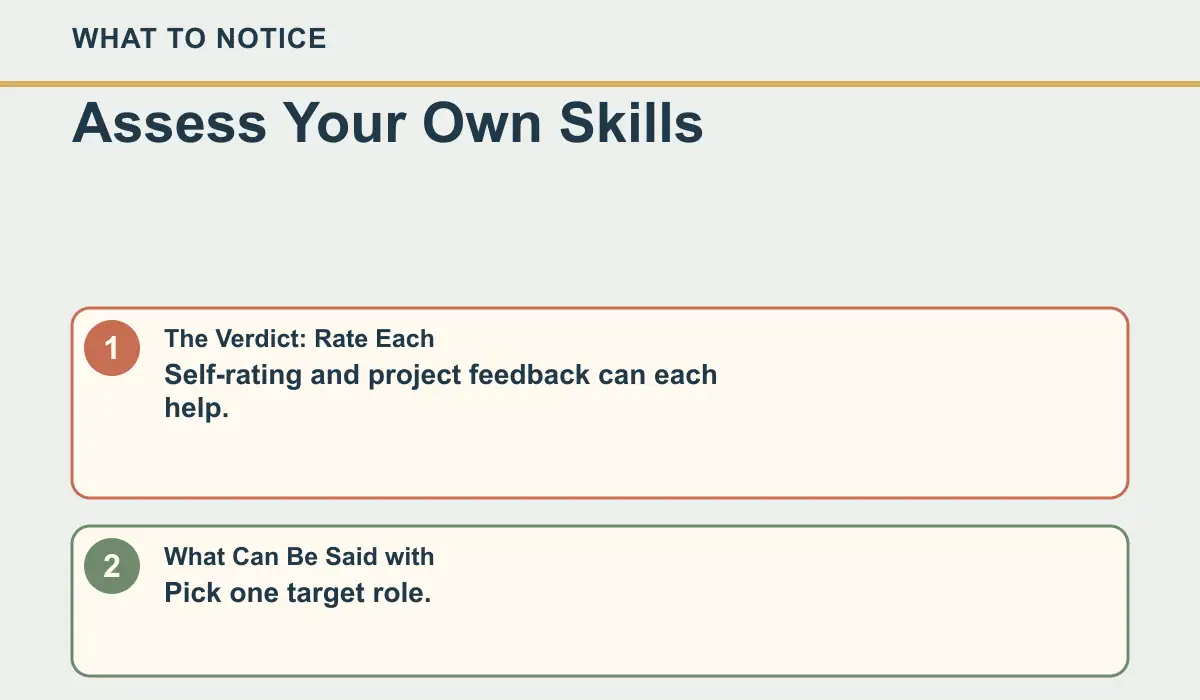 WHAT TO NOTICE
Assess Your Own Skills
1
The Verdict: Rate Each
Self-rating and project feedback can each
help.
2
What Can Be Said with
Pick one target role.